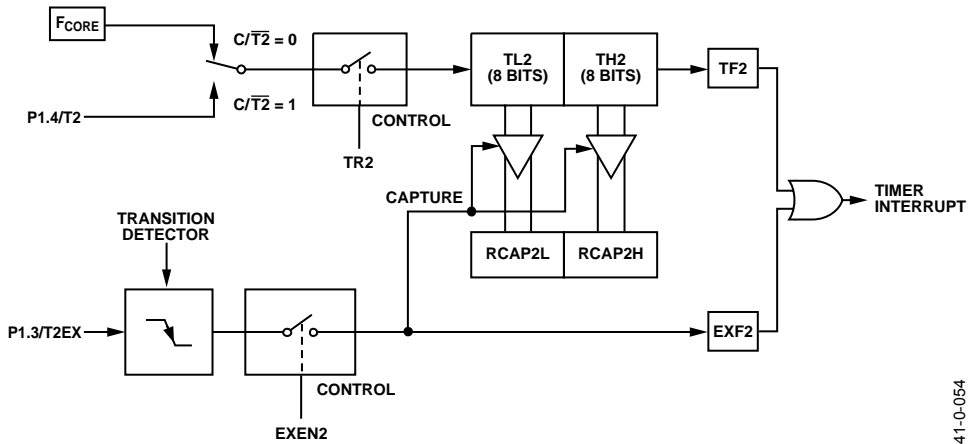 FCORE
C/T2 = 0
C/T2 = 1
P1.4/T2
CONTROL
TR2
TL2
(8 BITS)
TH2
(8 BITS)
TF2
CAPTURE
TIMER
INTERRUPT
TRANSITION
DETECTOR
RCAP2L
RCAP2H
P1.3/T2EX
EXF2
CONTROL
EXEN2
41-0-054